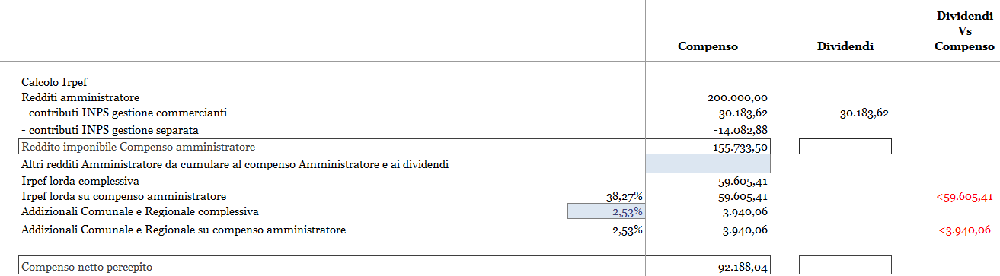 Dividendi
Vs
Compenso Dividendi Compenso
Calcolo Irpef
Redditi amministratore 200.000,00
- contributi INPS gestione commercianti -30.183,62 -30.183,62
- contributi INPS gestione separata -14.082,88
Reddito imponibile Compenso amministratore 155.733,50
Altri redditi Amministratore da cumulare al compenso Amministratore e ai dividendi
Irpef lorda complessiva 59.605,41
Irpef lorda su compenso amministratore 38,27% 59.605,41 <59.605,41
Addizionali Comunale e Regionale complessiva 2,53% 3.940,06
Addizionali Comunale e Regionale su compenso amministratore 2,53% 3.940,06 <3.940,06
Compenso netto percepito 92.188,04